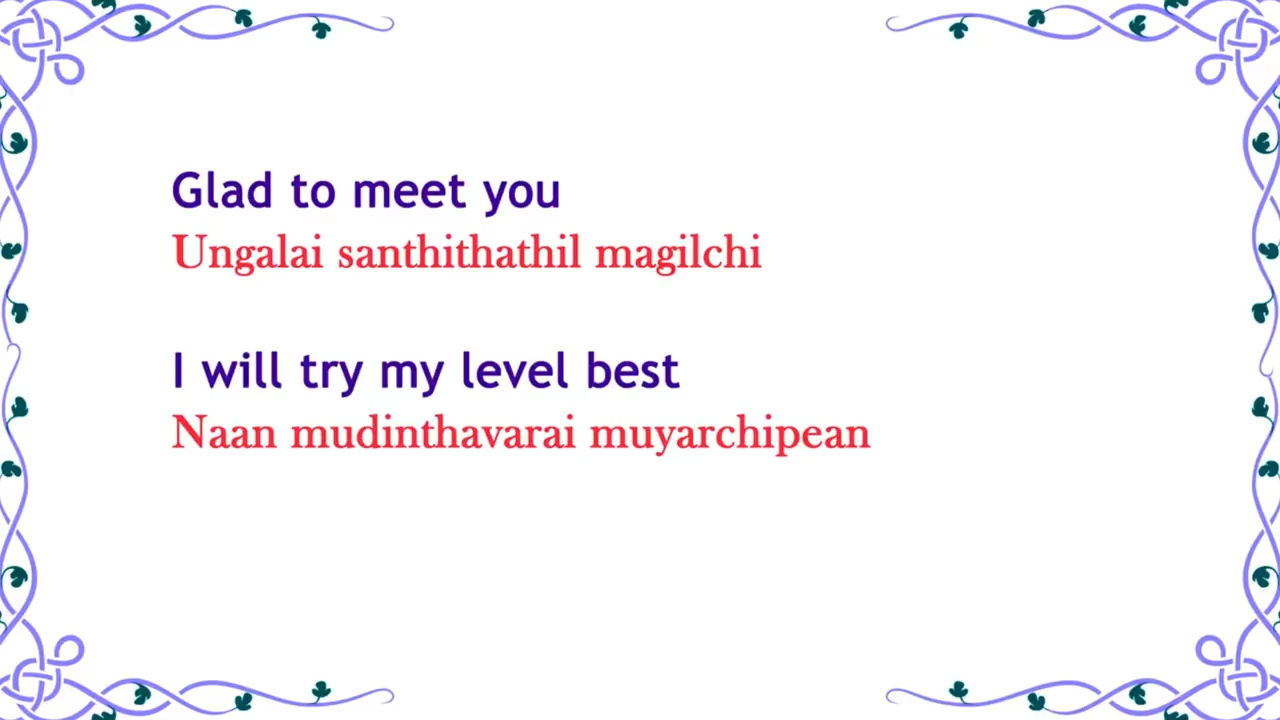 Glad to meet you
Ungalai santhithathil magilchi
I will try my level best
Naan mudinthavarai muyarchipean